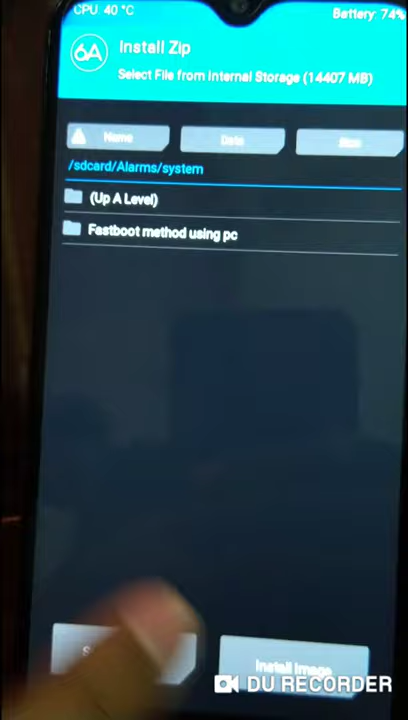 CPU: 40 °C
Battery: 74%
6A
Install Zip
Select File from Internal Storage (14407 MB)
Name
Date
Size
/sdcard/Alarms/system
(Up A Level)
Fastboot method using pc
Install Image
DU RECORDER